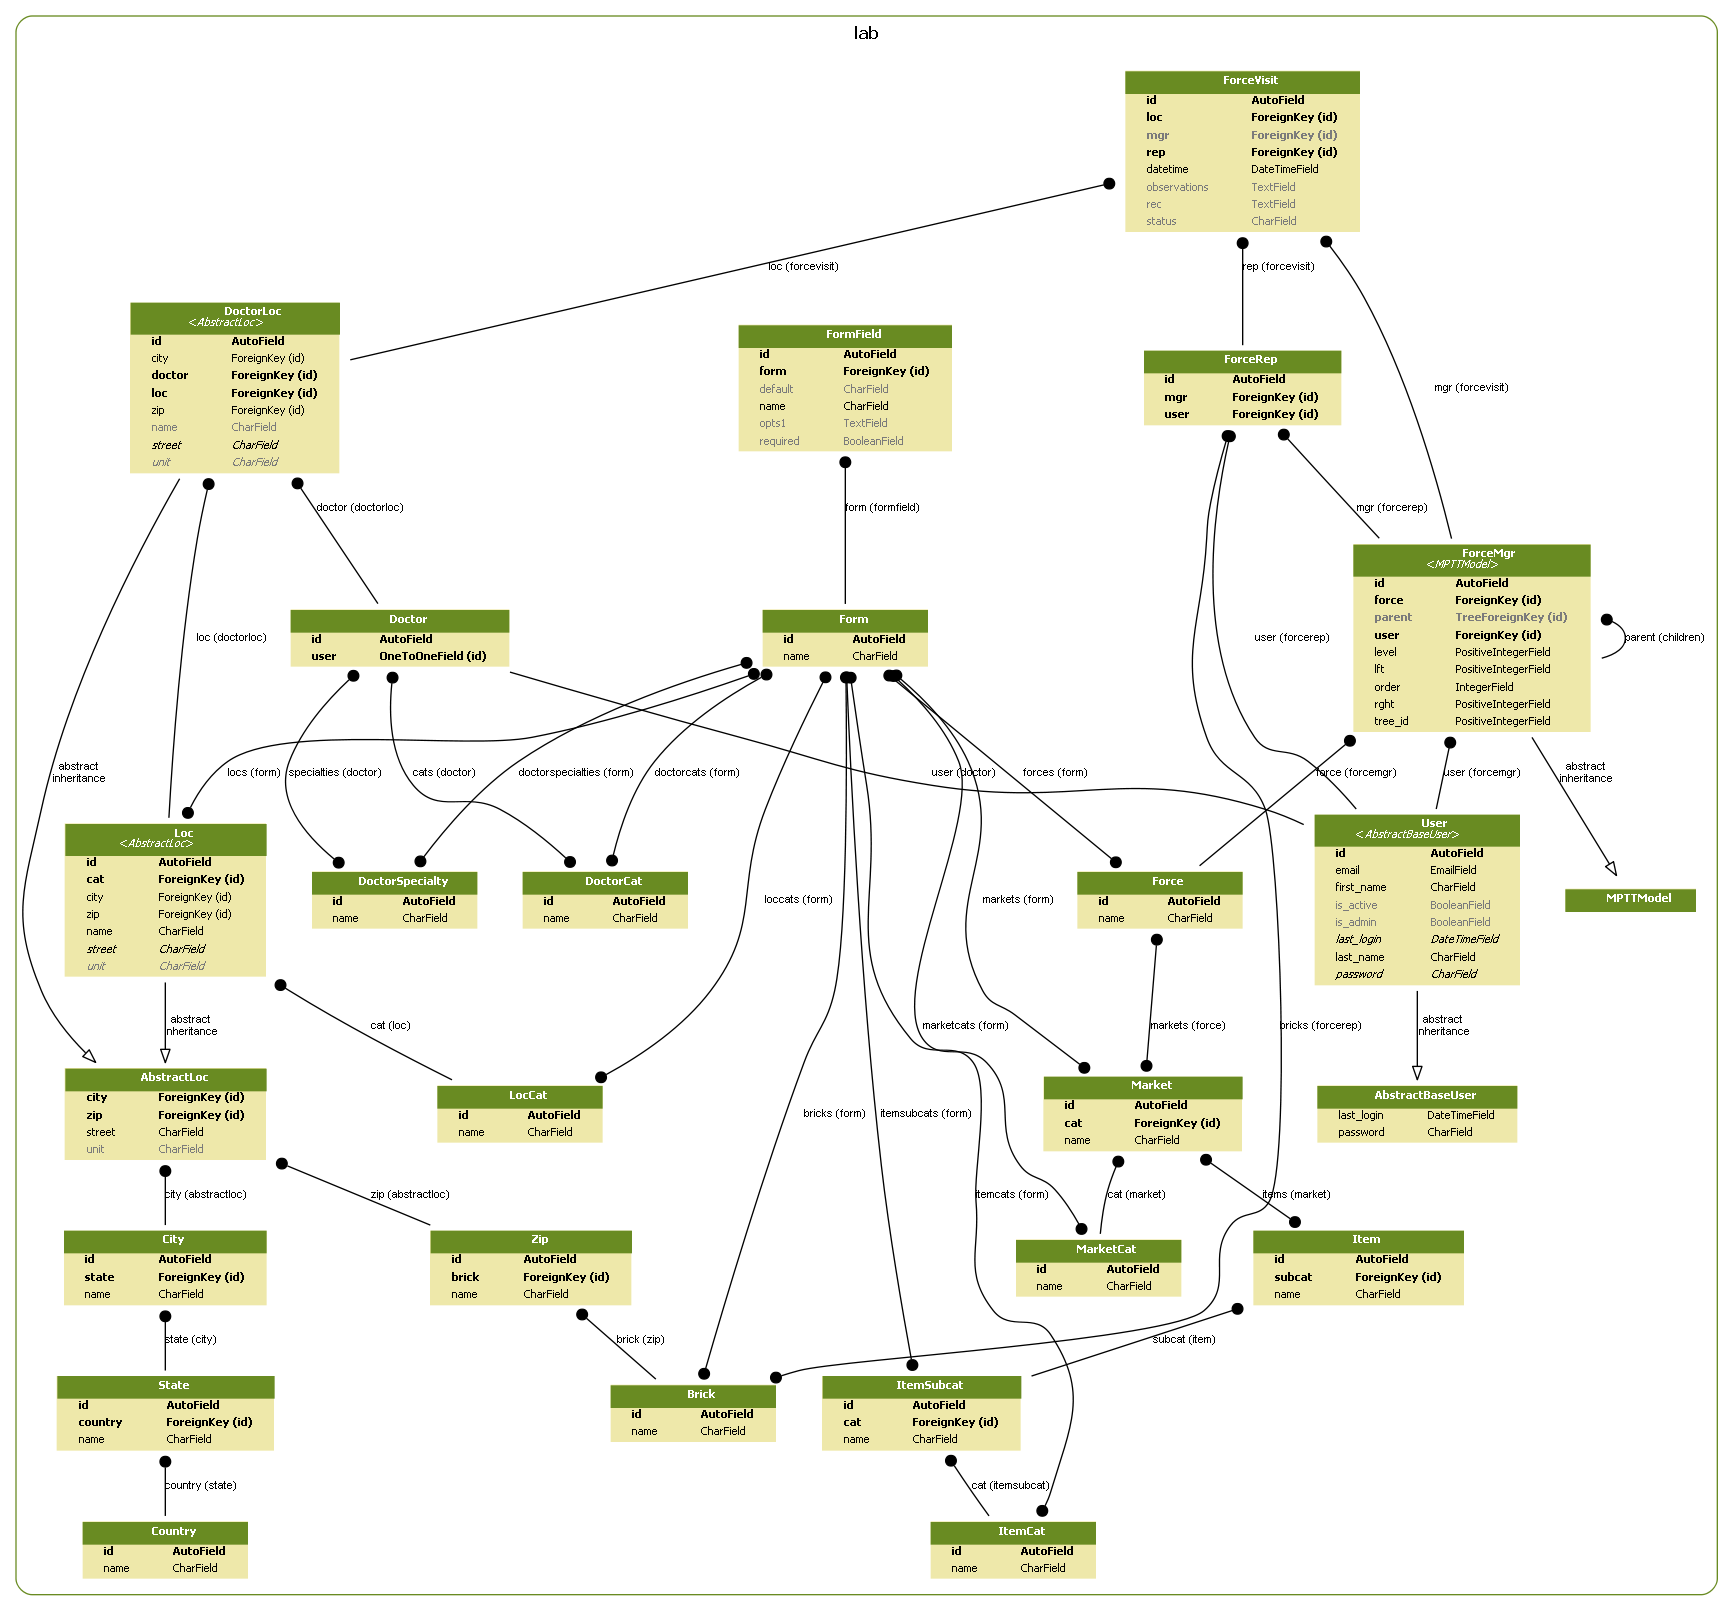 lab
ForceVisit
id AutoField
loc ForeignKey (id)
mgr ForeignKey (id)
rep ForeignKey (id)
datetime DateTimeField
observations TextField
rec TextField
status CharField
loc (forcevisit)
rep (forcevisit)
mgr (forcevisit)
DoctorLoc
<AbstractLoc>
id AutoField
city ForeignKey (id)
doctor ForeignKey (id)
loc ForeignKey (id)
zip ForeignKey (id)
name CharField
street CharField
unit CharField
FormField
id AutoField
form ForeignKey (id)
default CharField
name CharField
opts1 TextField
required BooleanField
ForceRep
id AutoField
mgr ForeignKey (id)
user ForeignKey (id)
doctor (doctorloc)
form (formfield)
mgr (forcerep)
ForceMgr
<MPTTModel>
id AutoField
force ForeignKey (id)
parent TreeForeignKey (id)
user ForeignKey (id)
level PositiveIntegerField
lft PositiveIntegerField
order IntegerField
rght PositiveIntegerField
tree_id PositiveIntegerField
parent (children)
loc (doctorloc)
user (forcerep)
Doctor
id AutoField
user OneToOneField (id)
Form
id AutoField
name CharField
abstract
inheritance
locs (form)
specialties (doctor)
cats (doctor)
doctorspecialties (form)
doctorcats (form)
user (doctor)
forces (form)
force (forcemgr)
user (forcemgr)
abstract
inheritance
Loc
<AbstractLoc>
id AutoField
cat ForeignKey (id)
city ForeignKey (id)
zip ForeignKey (id)
name CharField
street CharField
unit CharField
DoctorSpecialty
id AutoField
name CharField
DoctorCat
id AutoField
name CharField
loccats (form)
markets (form)
Force
id AutoField
name CharField
User
<AbstractBaseUser>
id AutoField
email EmailField
first_name CharField
is_active BooleanField
is_admin BooleanField
last_login DateTimeField
last_name CharField
password CharField
MPTTModel
abstract
inheritance
cat (loc)
marketcats (form)
markets (force)
bricks (forcerep)
abstract
inheritance
AbstractLoc
city ForeignKey (id)
zip ForeignKey (id)
street CharField
unit CharField
LocCat
id AutoField
name CharField
bricks (form)
itemsubcats (form)
Market
id AutoField
cat ForeignKey (id)
name CharField
AbstractBaseUser
last_login DateTimeField
password CharField
city (abstractloc)
zip (abstractloc)
itemcats (form)
cat (market)
items (market)
City
id AutoField
state ForeignKey (id)
name CharField
Zip
id AutoField
brick ForeignKey (id)
name CharField
MarketCat
id AutoField
name CharField
Item
id AutoField
subcat ForeignKey (id)
name CharField
state (city)
brick (zip)
subcat (item)
State
id AutoField
country ForeignKey (id)
name CharField
Brick
id AutoField
name CharField
ItemSubcat
id AutoField
cat ForeignKey (id)
name CharField
country (state)
cat (itemsubcat)
Country
id AutoField
name CharField
ItemCat
id AutoField
name CharField